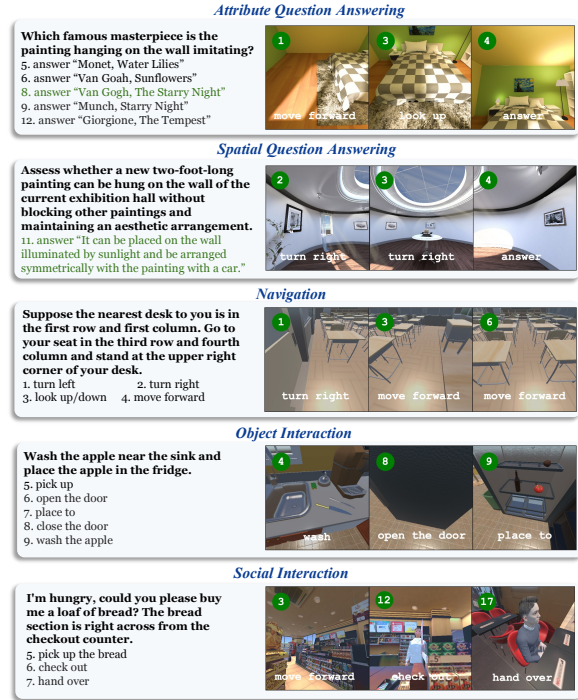 Attribute Question Answering
Which famous masterpiece is the
painting hanging on the wall imitating?
5. answer “Monet, Water Lilies”
6. answer “Van Goah, Sunflowers”
8. answer “Van Gogh, The Starry Night”
9. answer “Munch, Starry Night”
12. answer “Giorgione, The Tempest”
1 3 4
move forward look up answer
Spatial Question Answering
Assess whether a new two-foot-long
painting can be hung on the wall of the
current exhibition hall without
blocking other paintings and
maintaining an aesthetic arrangement.
11. answer “It can be placed on the wall
illuminated by sunlight and be arranged
symmetrically with the painting with a car.”
2 3 4
turn right turn right answer
Navigation
Suppose the nearest desk to you is in
the first row and first column. Go to
your seat in the third row and fourth
column and stand at the upper right
corner of your desk.
1. turn left 2. turn right
3. look up/down 4. move forward
1 3 6
turn right move forward move forward
Object Interaction
Wash the apple near the sink and
place the apple in the fridge.
5. pick up
6. open the door
7. place to
8. close the door
9. wash the apple
4 8 9
wash open the door place to
Social Interaction
I'm hungry, could you please buy
me a loaf of bread? The bread
section is right across from the
checkout counter.
5. pick up the bread
6. check out
7. hand over
3 12 17
move forward check out hand over